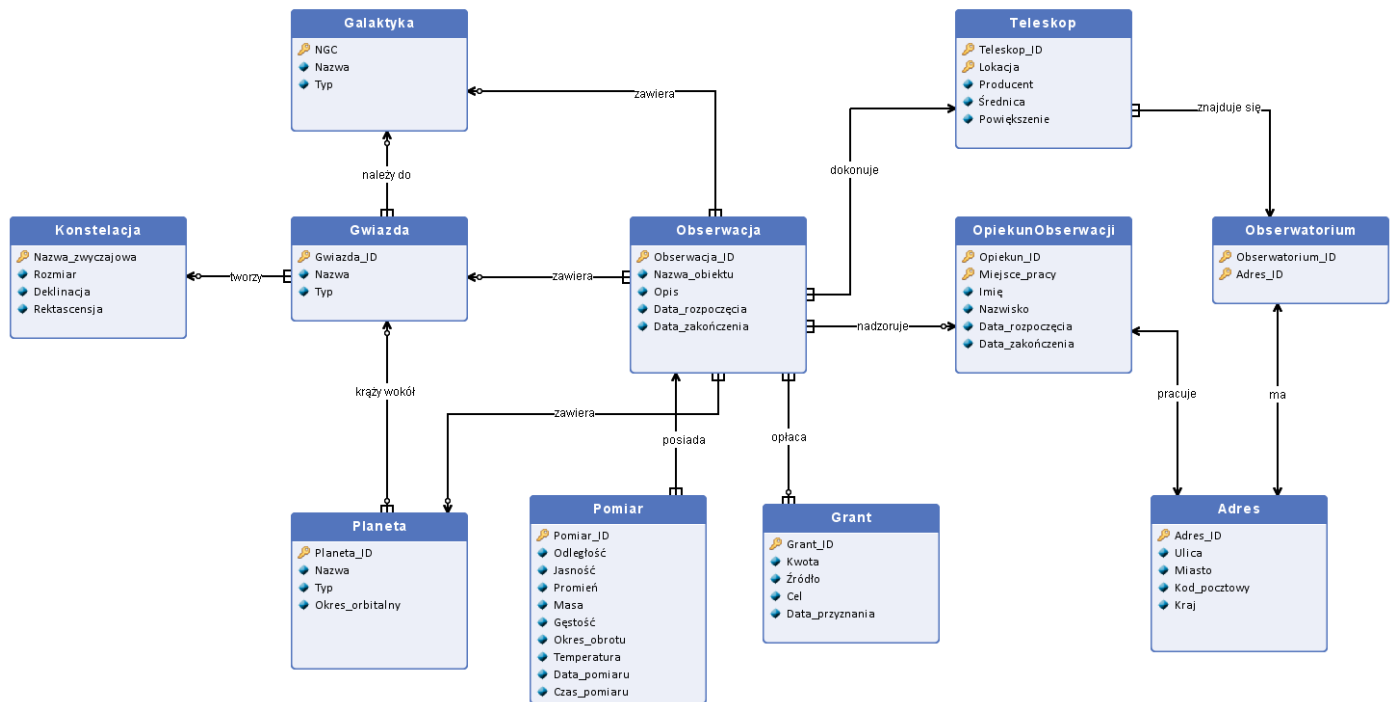 Galaktyka
NGC
Nazwa
Typ
Teleskop
Teleskop_ID
Lokacja
Producent
Średnica
Powiększenie
zawiera
znajduje się
dokonuje
należy do
Konstelacja
Nazwa_zwyczajowa
Rozmiar
Deklinacja
Rektascensja
tworzy
Gwiazda
Gwiazda_ID
Nazwa
Typ
zawiera
Obserwacja
Obserwacja_ID
Nazwa_obiektu
Opis
Data_rozpoczęcia
Data_zakończenia
nadzoruje
OpiekunObserwacji
Opiekun_ID
Miejsce_pracy
Imię
Nazwisko
Data_rozpoczęcia
Data_zakończenia
Obserwatorium
Obserwatorium_ID
Adres_ID
krąży wokół
zawiera
posiada
opłaca
pracuje
ma
Planeta
Planeta_ID
Nazwa
Typ
Okres_orbitalny
Pomiar
Pomiar_ID
Odległość
Jasność
Promień
Masa
Gęstość
Okres_obrotu
Temperatura
Data_pomiaru
Czas_pomiaru
Grant
Grant_ID
Kwota
Źródło
Cel
Data_przyznania
Adres
Adres_ID
Ulica
Miasto
Kod_pocztowy
Kraj